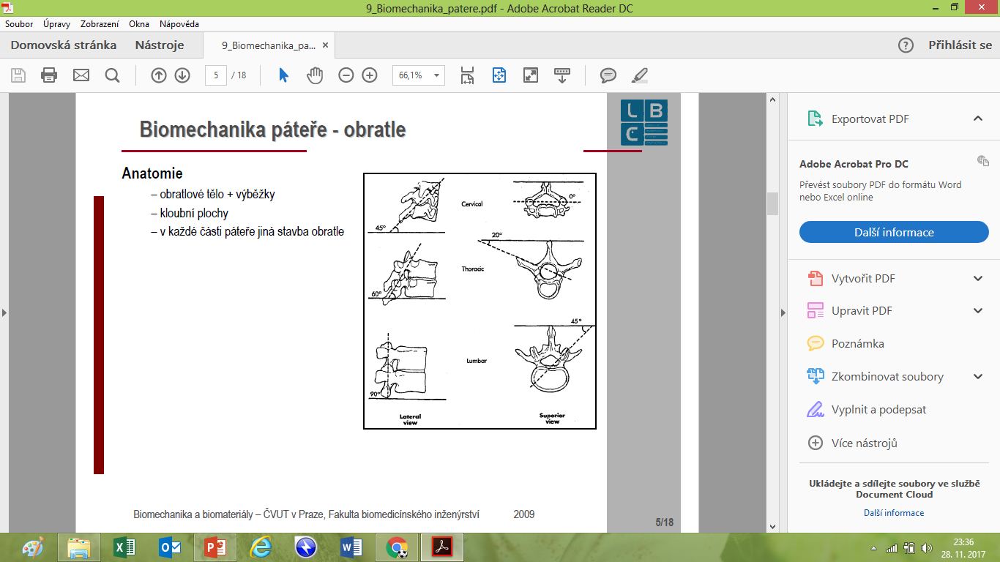 9_Biomechanika_patere.pdf - Adobe Acrobat Reader DC
Soubor Úpravy Zobrazení Okna Nápověda
Domovská stránka Nástroje 9_Biomechanika_pa... × Přihlásit se
5 / 18 66,1%
Biomechanika páteře - obratle
L B
C
Anatomie
– obratlové tělo + výběžky
– kloubní plochy
– v každé části páteře jiná stavba obratle
Cervical
0°
45°
20°
Thoracic
60°
45°
Lumbar
90°
Lateral
view
Superior
view
Biomechanika a biomateriály – ČVUT v Praze, Fakulta biomedicínského inženýrství 2009
5/18
Exportovat PDF
Adobe Acrobat Pro DC
Převést soubory PDF do formátu Word
nebo Excel online
Další informace
Vytvořit PDF
Upravit PDF
Poznámka
Zkombinovat soubory
Vyplnit a podepsat
Více nástrojů
Ukládejte a sdílejte soubory ve službě
Document Cloud
Další informace
23:36
28. 11. 2017